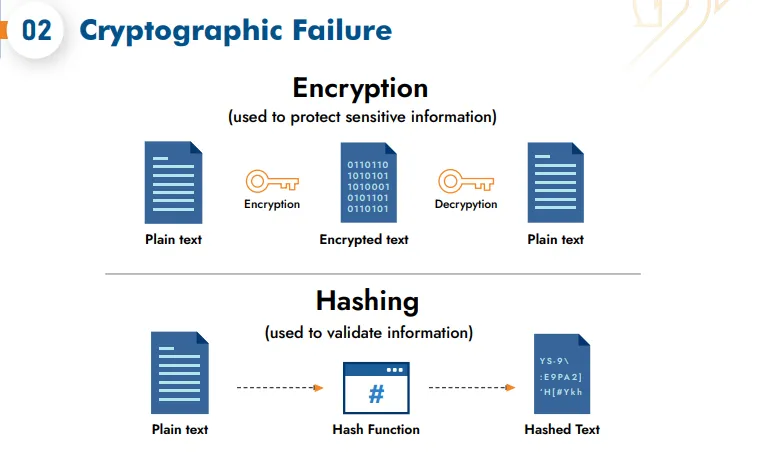 02 Cryptographic Failure
Encryption
(used to protect sensitive information)
0110110
1010101
1010001
0101101
0110101
Encryption
Decrypytion
Plain text
Encrypted text
Plain text
Hashing
(used to validate information)
#
YS-9\
:E9PA2]
'H[#Ykh
Plain text
Hash Function
Hashed Text